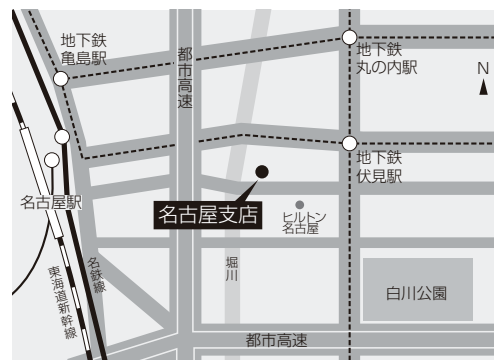 地下鉄
亀島駅
都市高速
地下鉄
丸の内駅
N
地下鉄
伏見駅
名古屋駅
名古屋支店
ヒルトン
名古屋
東海道新幹線
名鉄線
堀川
白川公園
都市高速